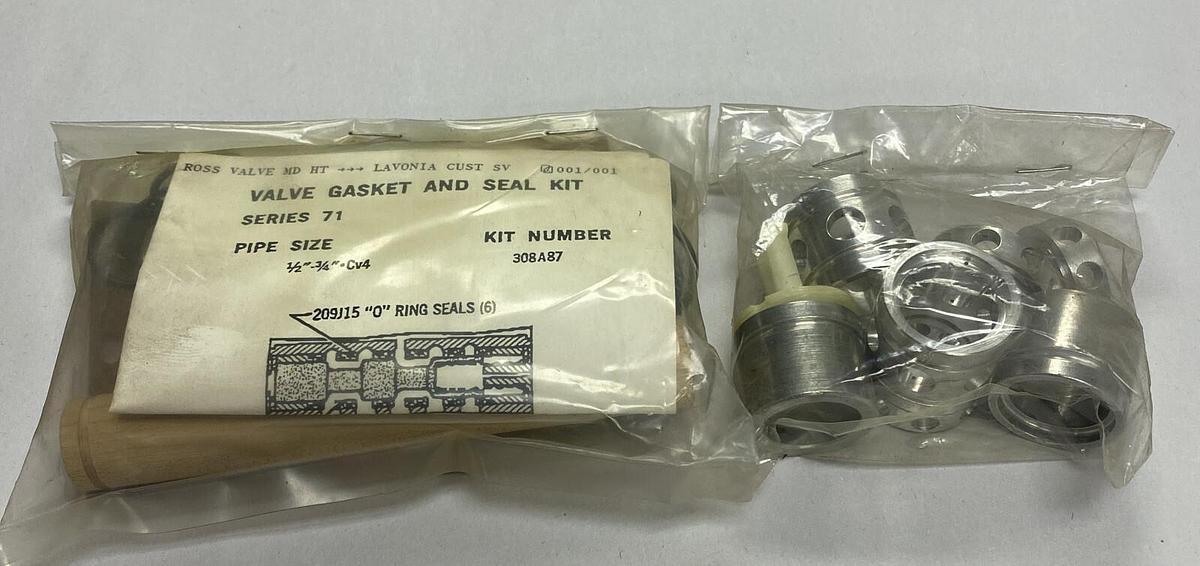 ROSS VALVE MD HT →→→ LAVONIA CUST SV ☑001/001
VALVE GASKET AND SEAL KIT
SERIES 71
PIPE SIZE
½"-¾"-Cv4
KIT NUMBER
308A87
209J15 "O" RING SEALS (6)